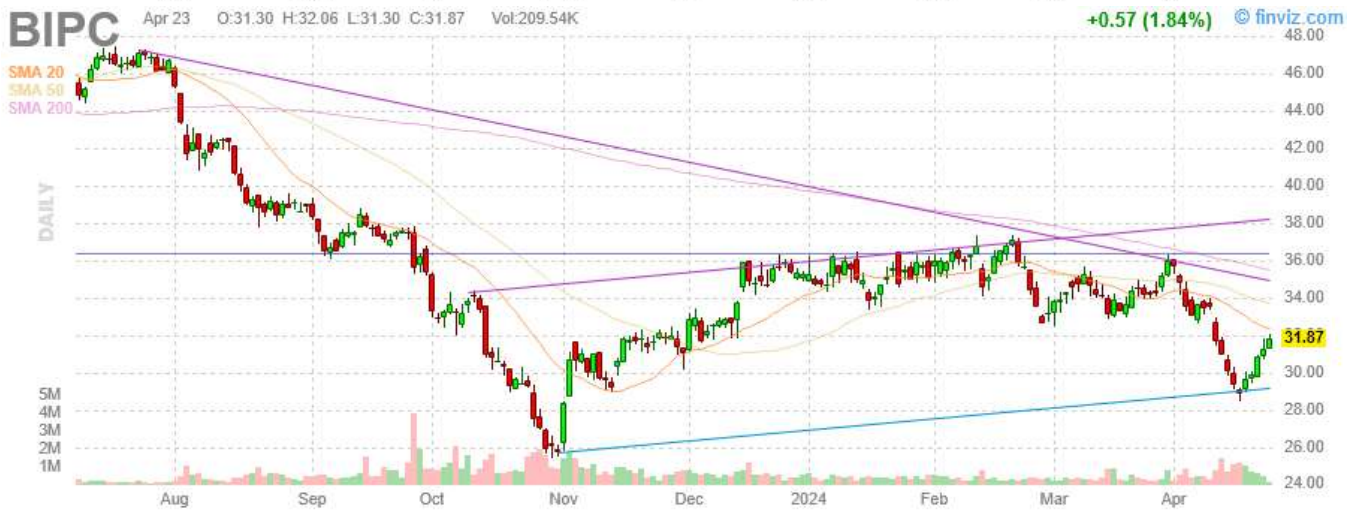 BIPC Apr 23 O:31.30 H:32.06 L:31.30 C:31.87 Vol:209.54K +0.57 (1.84%) © finviz.com
SMA 20
SMA 50
SMA 200
DAILY
48.00
46.00
44.00
42.00
40.00
38.00
36.00
34.00
31.87
30.00
28.00
26.00
24.00
5M
4M
3M
2M
1M
Aug Sep Oct Nov Dec 2024 Feb Mar Apr